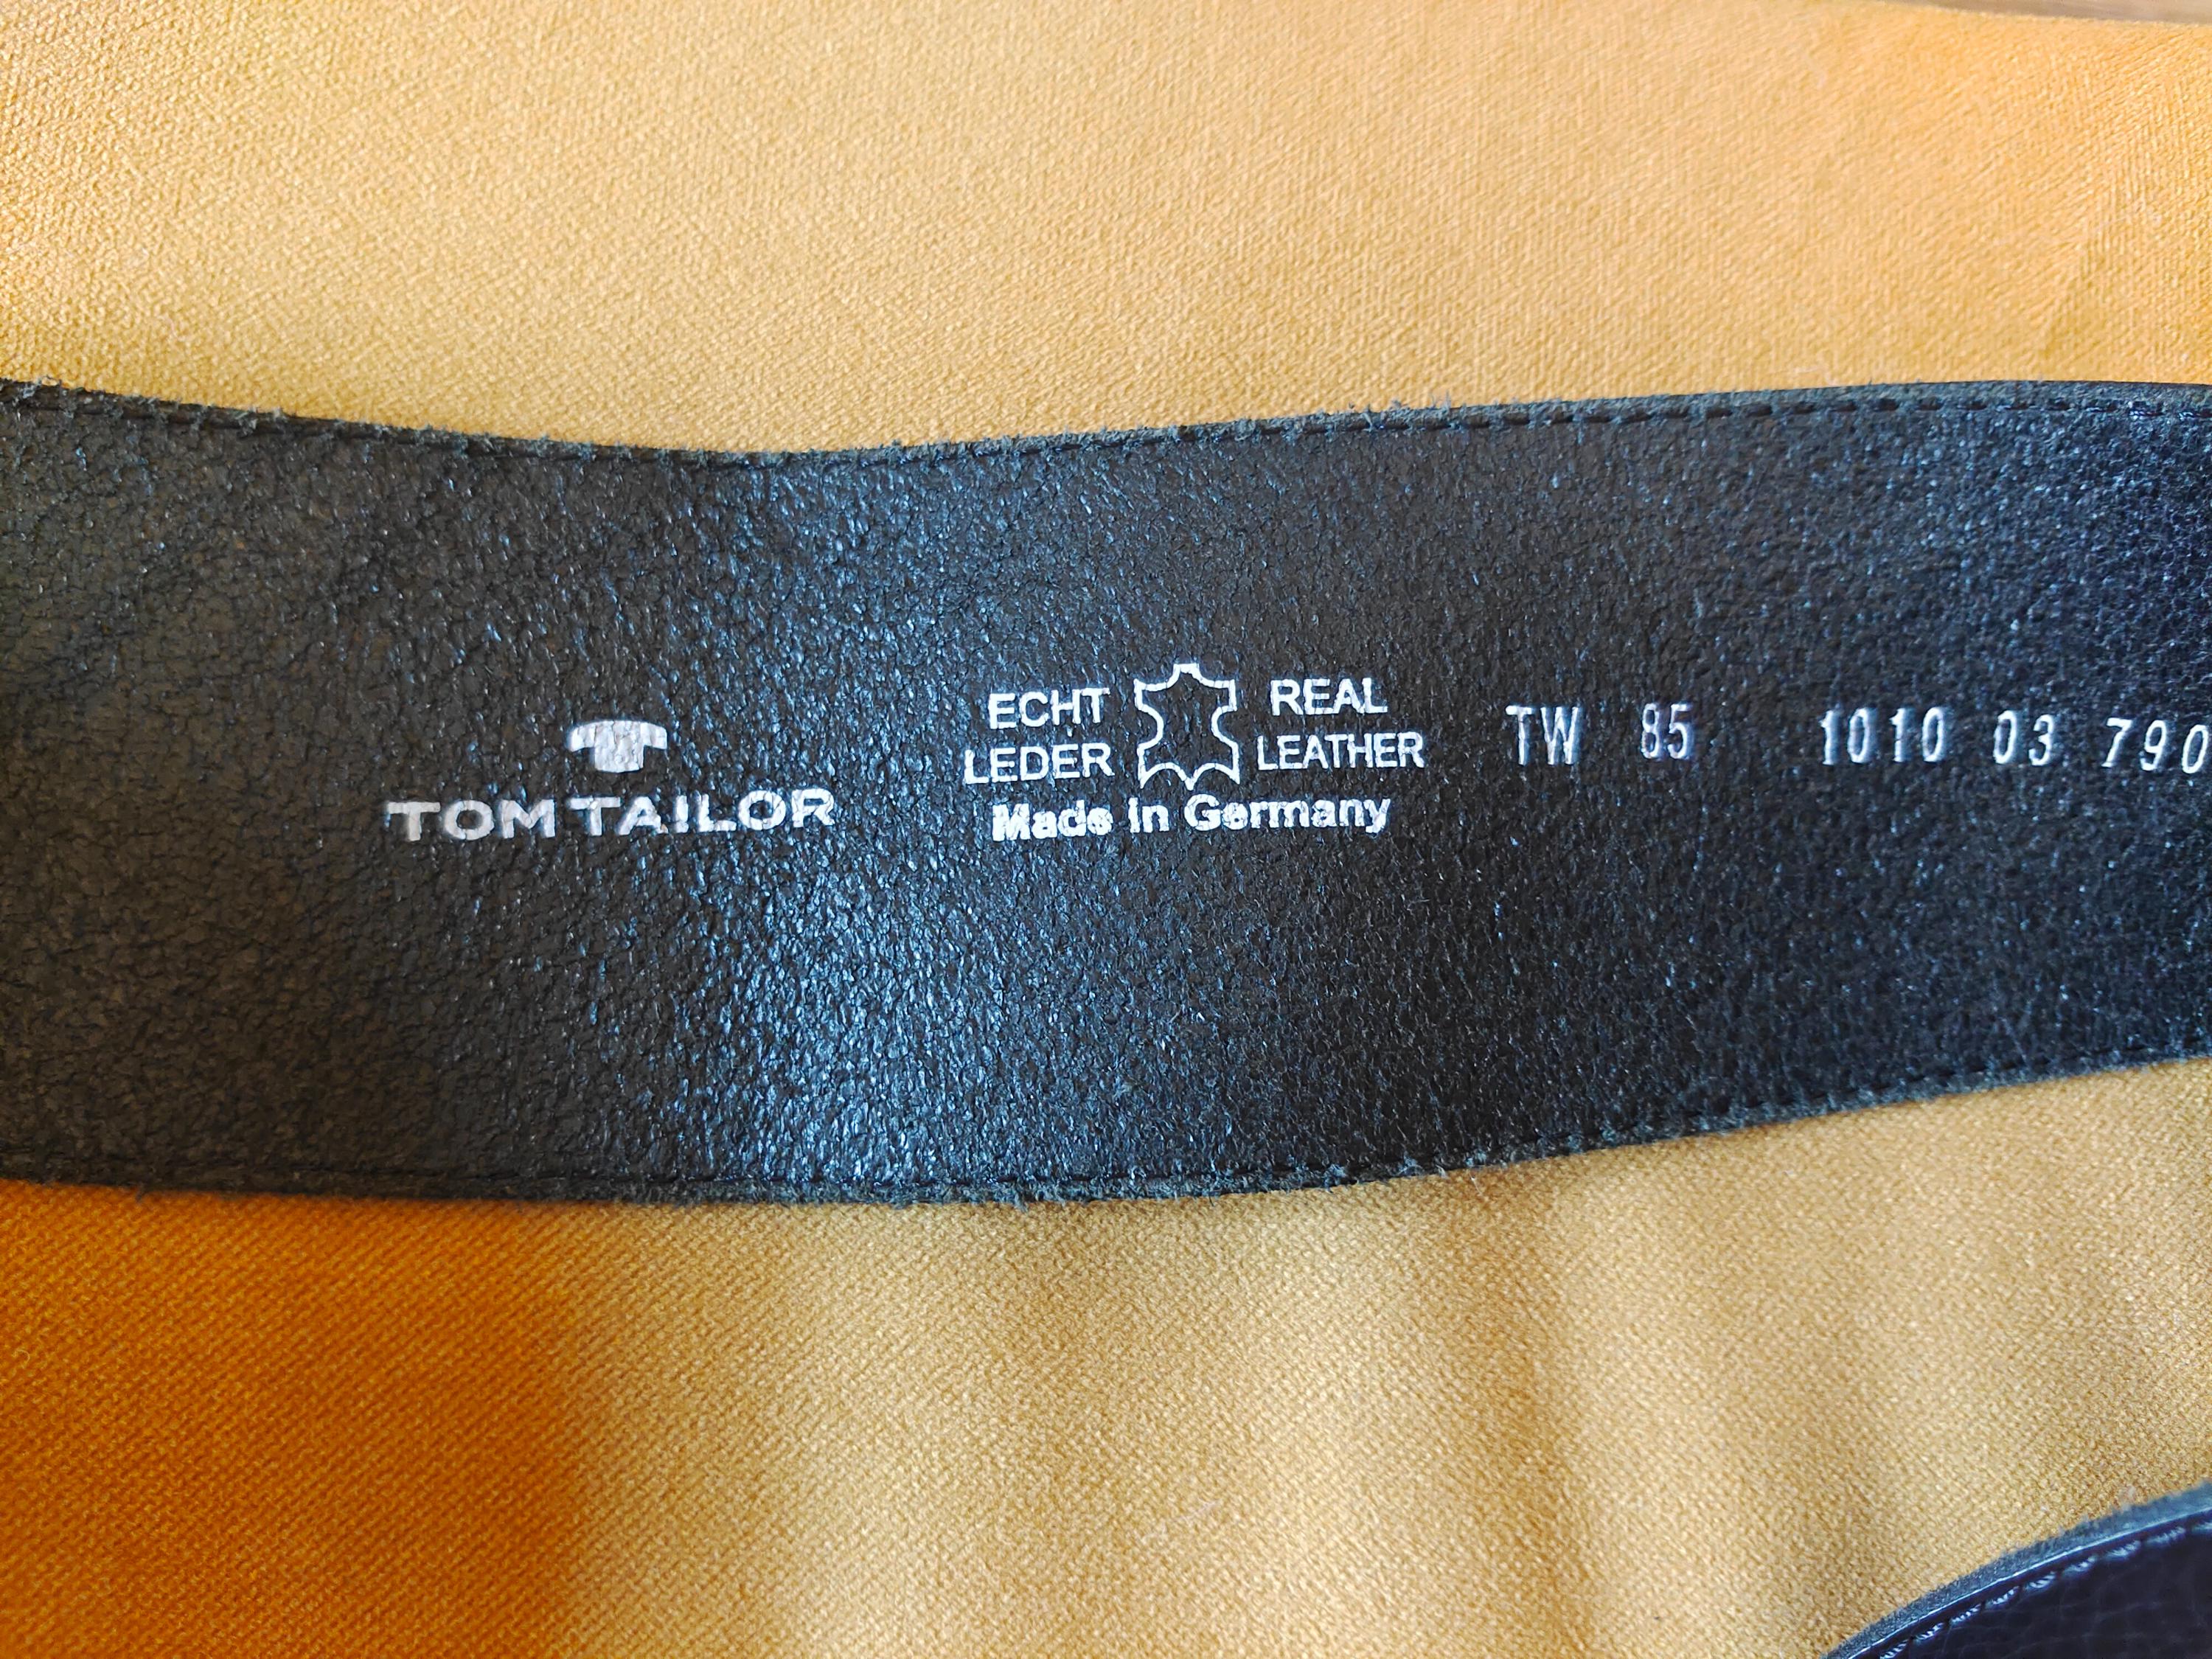 TOM TAILOR
ECHT LEDER
REAL LEATHER
Made in Germany
TW 85 1010 03 790